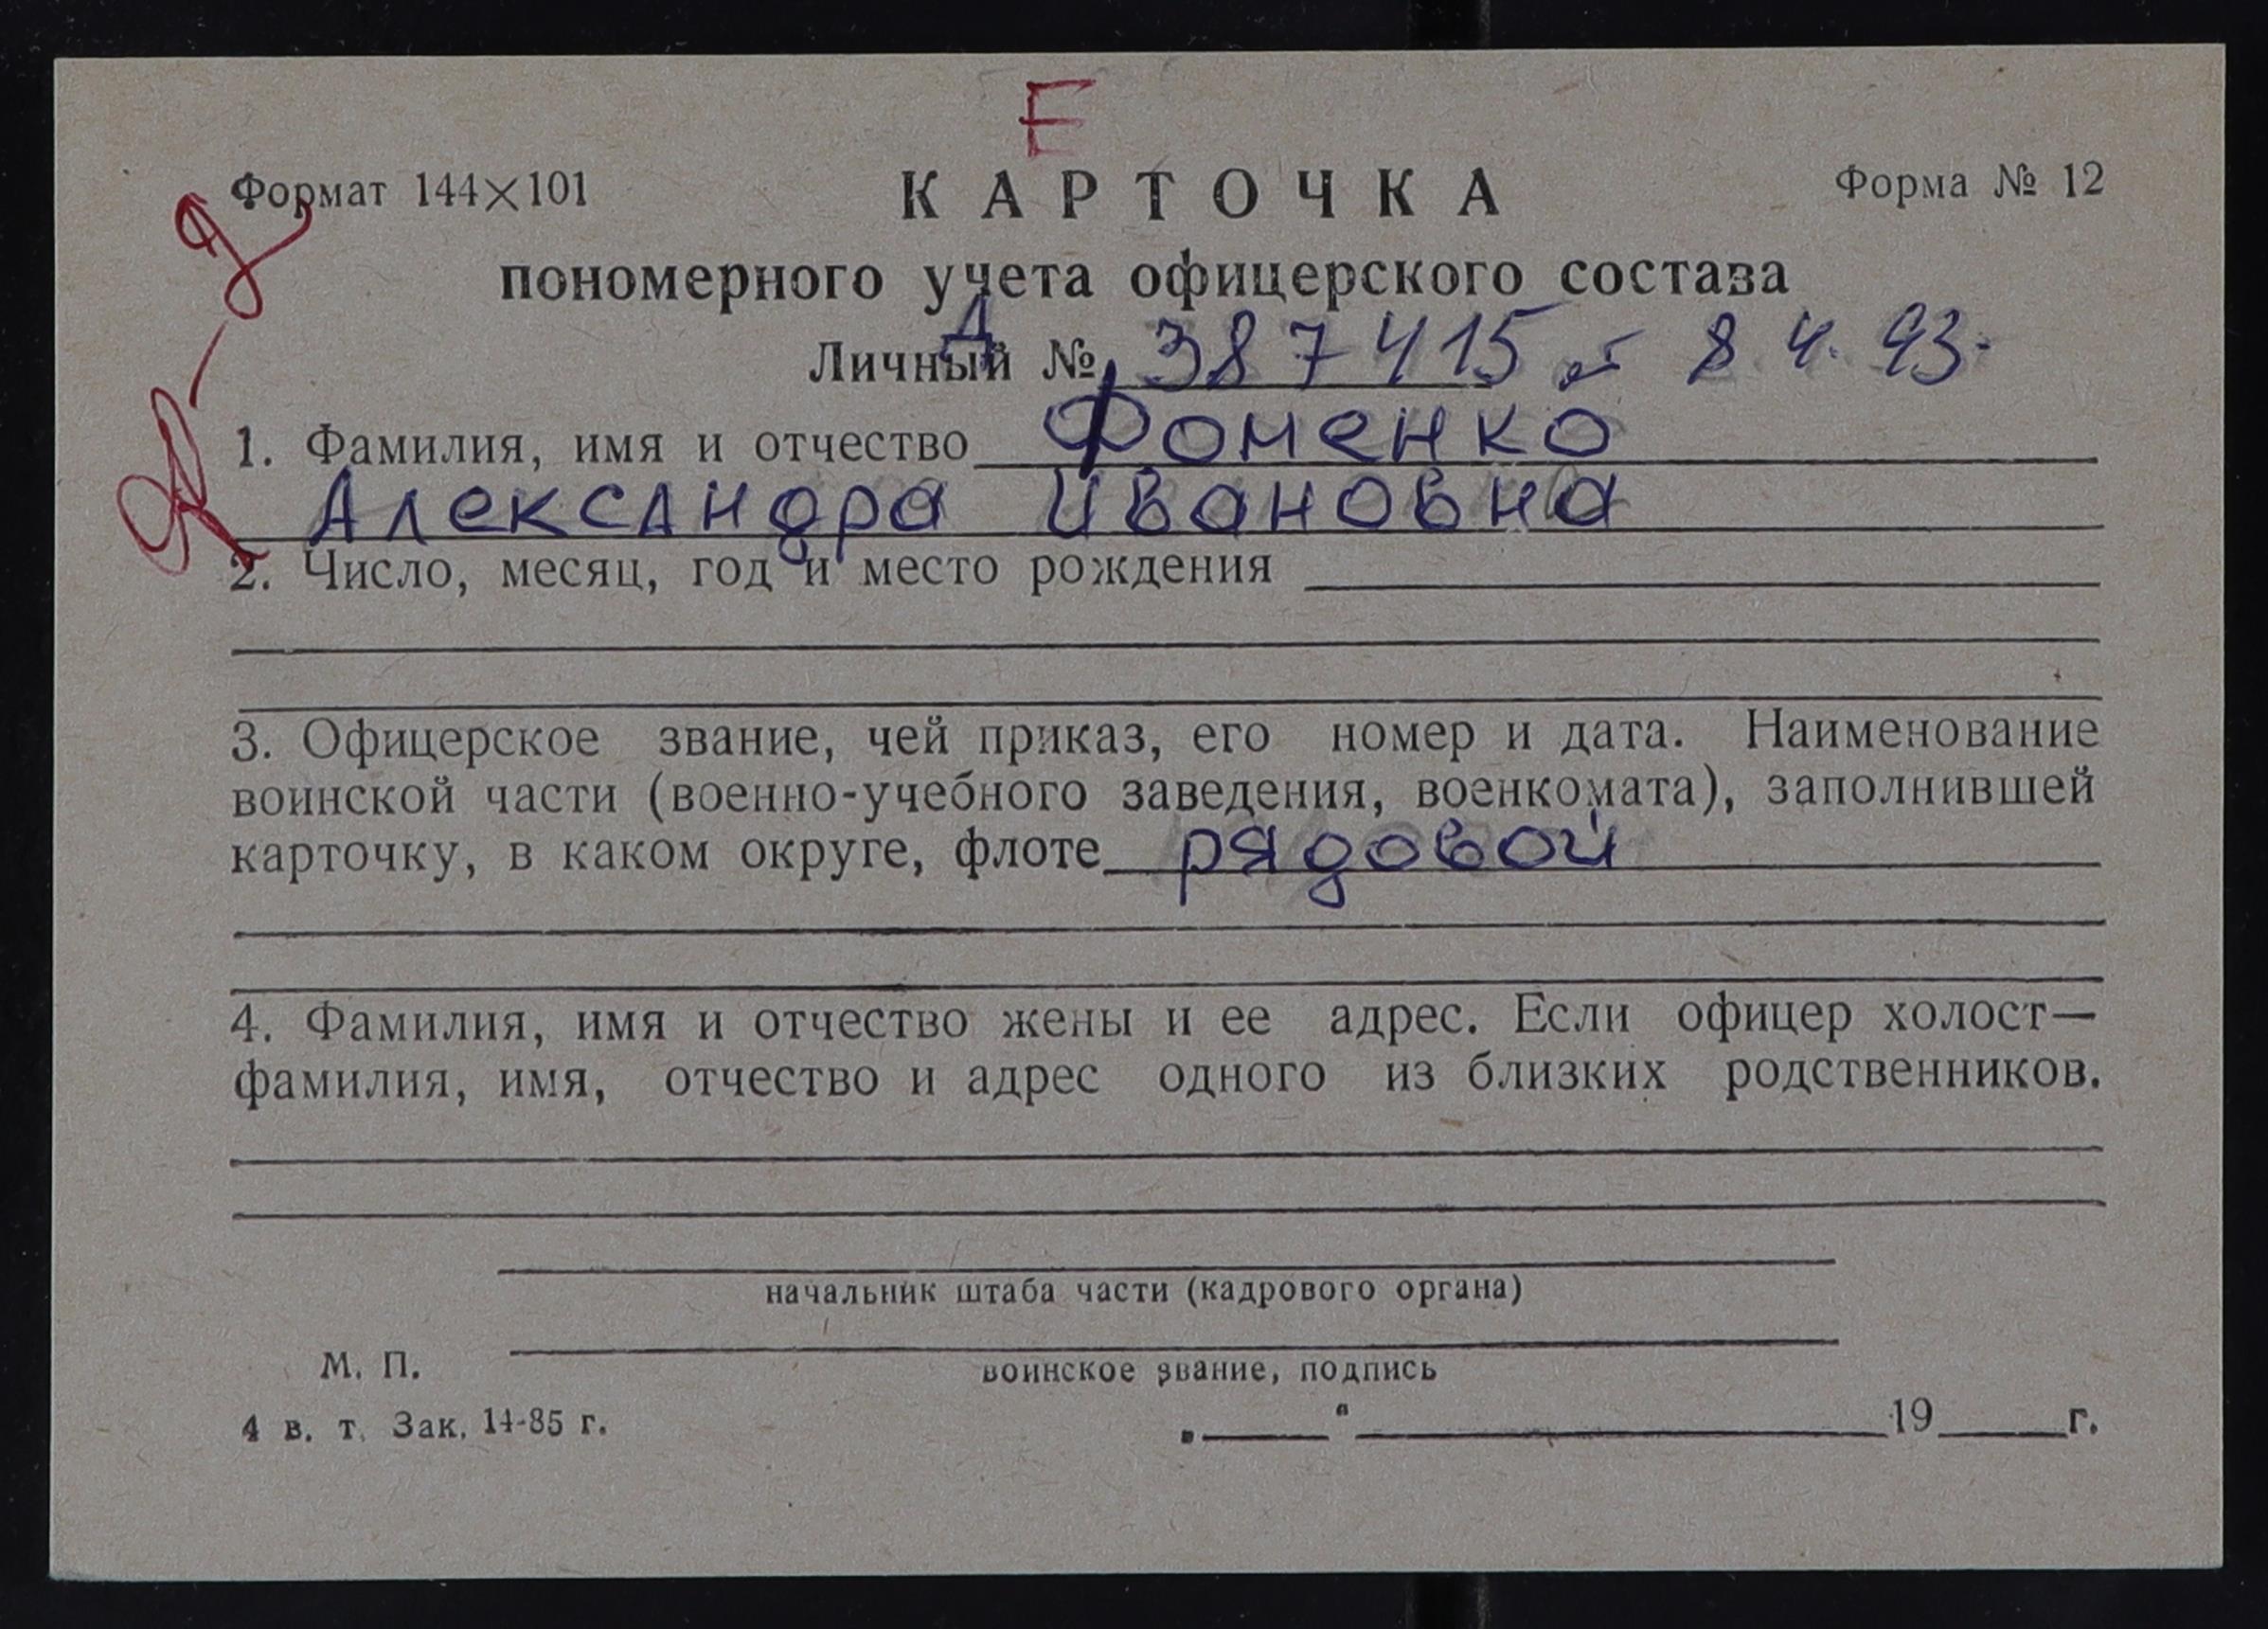 Е
Формат 144×101
КАРТОЧКА
Форма № 12
пономерного учета офицерского состава
Личный № Д 387415 от 8 4. 93.
1. Фамилия, имя и отчество Фоменко
Александра Ивановна
2. Число, месяц, год и место рождения
3. Офицерское звание, чей приказ, его номер и дата. Наименование
воинской части (военно-учебного заведения, военкомата), заполнившей
карточку, в каком округе, флоте рядовой
4. Фамилия, имя и отчество жены и ее адрес. Если офицер холост—
фамилия, имя, отчество и адрес одного из близких родственников.
начальник штаба части (кадрового органа)
М. П.
воинское звание, подпись
4 в. т. Зак. 14-85 г.
„ “ 19 г.